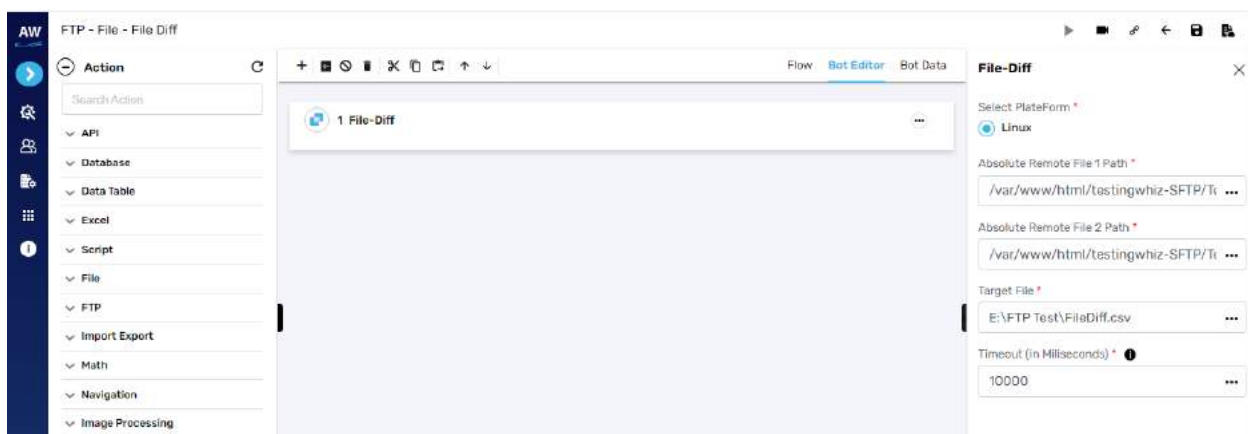 AW
FTP - File - File Diff
Action
Search Action
API
Database
Data Table
Excel
Script
File
FTP
Import Export
Math
Navigation
Image Processing
Flow Bot Editor Bot Data
1 File-Diff
File-Diff
Select PlateForm *
Linux
Absolute Remote File 1 Path *
/var/www/html/testingwhiz-SFTP/Te
Absolute Remote File 2 Path *
/var/www/html/testingwhiz-SFTP/Te
Target File *
E:\FTP Test\FileDiff.csv
Timeout (in Miliseconds) *
10000